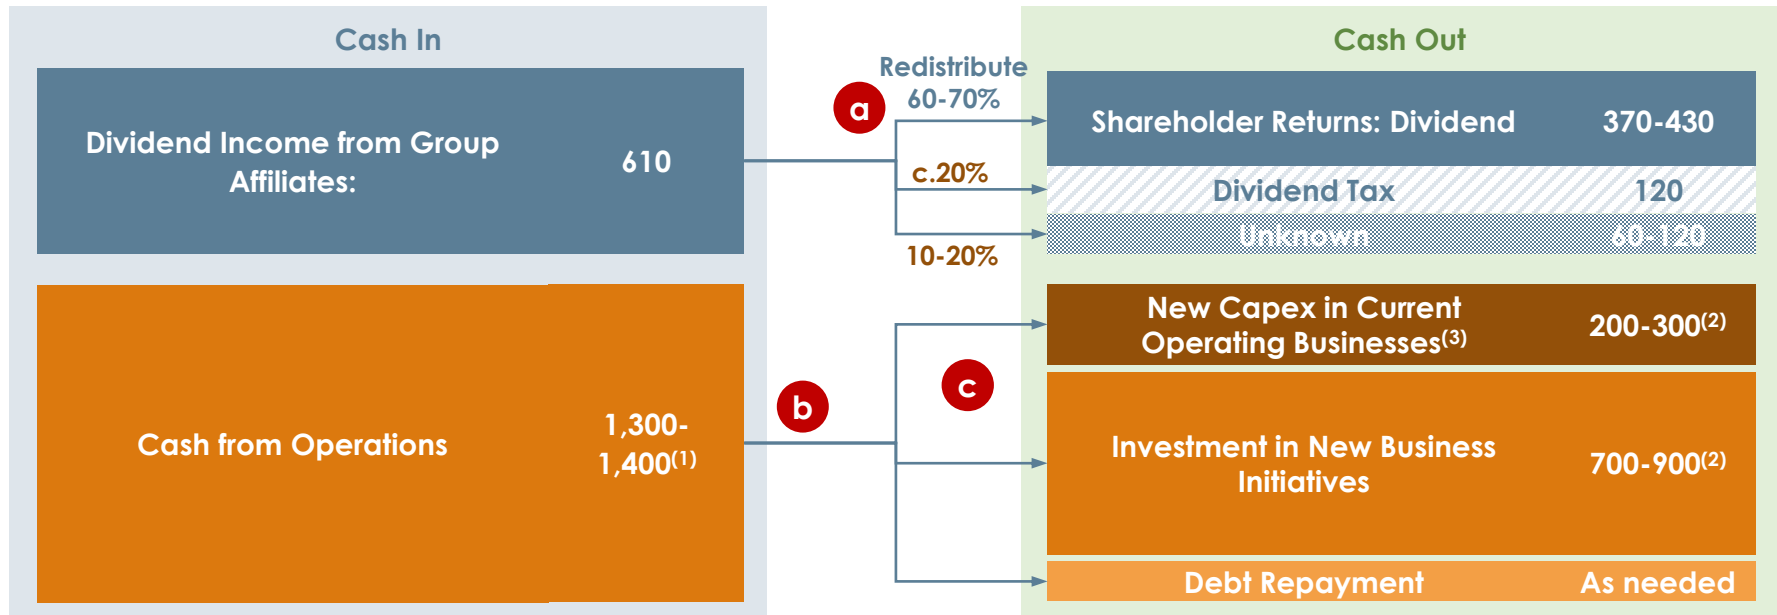 Cash In
Dividend Income from Group
Affiliates:
610
Cash from Operations
1,300-
1,400(1)
a
b
c
Redistribute
60-70%
c.20%
10-20%
Cash Out
Shareholder Returns: Dividend
370-430
Dividend Tax
120
Unknown
60-120
New Capex in Current
Operating Businesses(3)
200-300(2)
Investment in New Business
Initiatives
700-900(2)
Debt Repayment
As needed